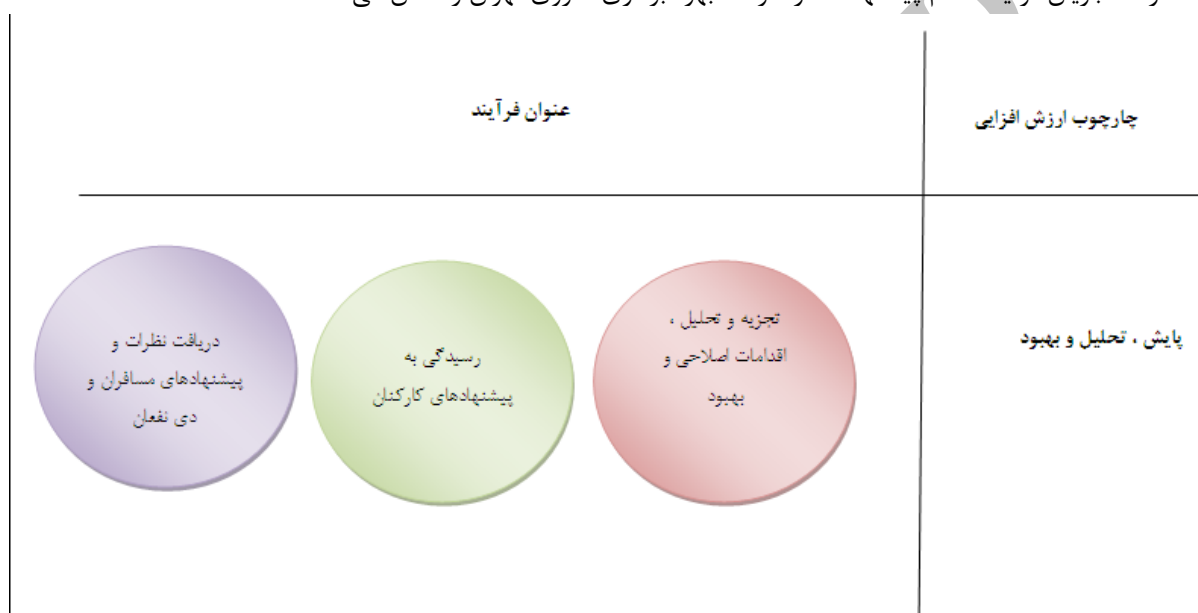 چارچوب ارزش افزایی
عنوان فرآیند
پایش ، تحلیل و بهبود
تجزیه و تحلیل ،
اقدامات اصلاحی و
بهبود
رسیدگی به
پیشنهادهای کارکنان
دریافت نظرات و
پیشنهادهای مسافران و
دی نفعان